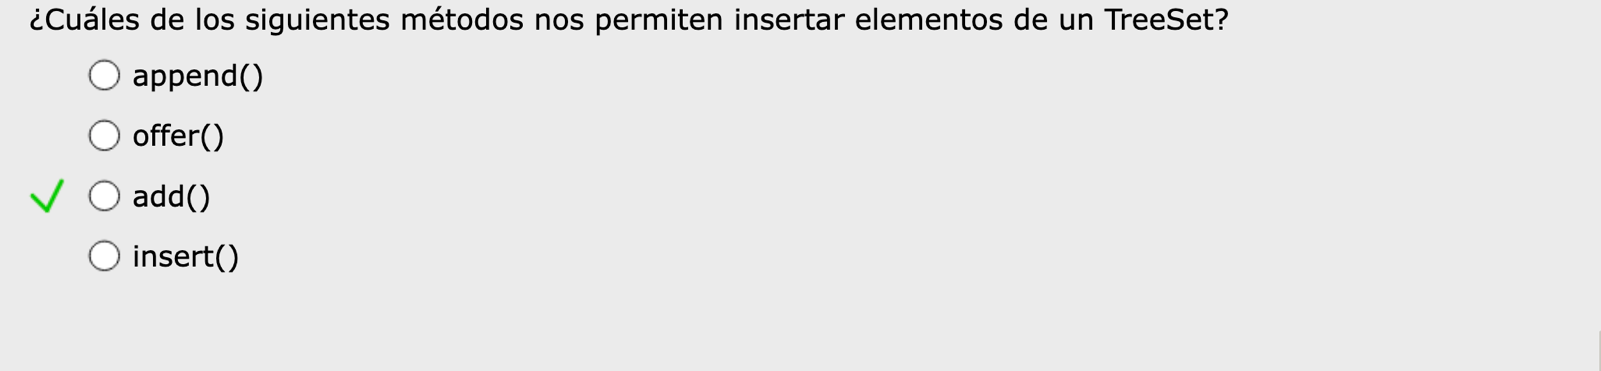 ¿Cuáles de los siguientes métodos nos permiten insertar elementos de un TreeSet?
append()
offer()
add()
insert()